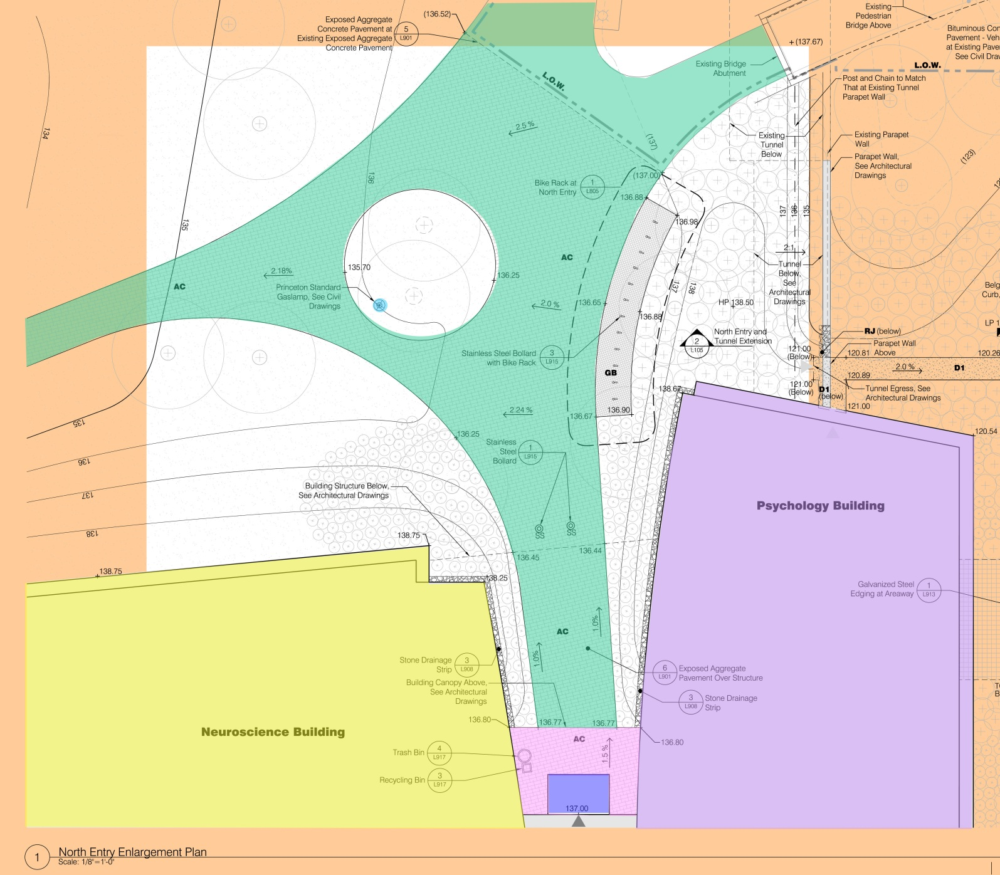 Exposed Aggregate
Concrete Pavement at
Existing Exposed Aggregate
Concrete Pavement
5
L901
(136.52)
L.O.W.
Existing
Pedestrian
Bridge Above
+ (137.67)
Bituminous
Pavement -
at Existing
See Civil
L.O.W.
Existing Bridge
Abutment
Post and Chain to Match
That at Existing Tunnel
Parapet Wall
134
2.5 %
(137)
Existing
Tunnel
Below
Existing Parapet
Wall
Parapet Wall,
See Architectural
Drawings
(123)
136
135
Bike Rack at
North Entry
1
L805
(137.00)
136.88
136.98
137
136
135
2:1
AC
2.18%
AC
135.70
136.25
Princeton Standard
Gaslamp, See Civil
Drawings
2.0 %
136.65
136.88
137
138
HP 138.50
Tunnel
Below,
See
Architectural
Drawings
North Entry and
Tunnel Extension
2
L105
RJ (below)
Parapet Wall
Above
121.00
(Below)
120.81
120.26
2.0 %
D1
120.89
Stainless Steel Bollard
with Bike Rack
3
L915
GB
121.00
(Below)
D1
(below)
Tunnel Egress, See
Architectural Drawings
121.00
138.67
136.90
136.67
2.24 %
135
136.25
120.54
136
Stainless
Steel
Bollard
1
L915
137
Building Structure Below,
See Architectural Drawings
Psychology Building
138
138.75
SS
SS
136.45
136.44
138.75
138.25
Galvanized Steel
Edging at Areaway
1
L913
AC
1.0%
1.0%
Stone Drainage
Strip
3
L908
Building Canopy Above,
See Architectural
Drawings
6
L901
Exposed Aggregate
Pavement Over Structure
3
L908
Stone Drainage
Strip
136.80
136.77
136.77
136.80
Neuroscience Building
AC
1.5 %
Trash Bin
4
L917
Recycling Bin
3
L917
137.00
1
North Entry Enlargement Plan
Scale: 1/8"=1'-0"